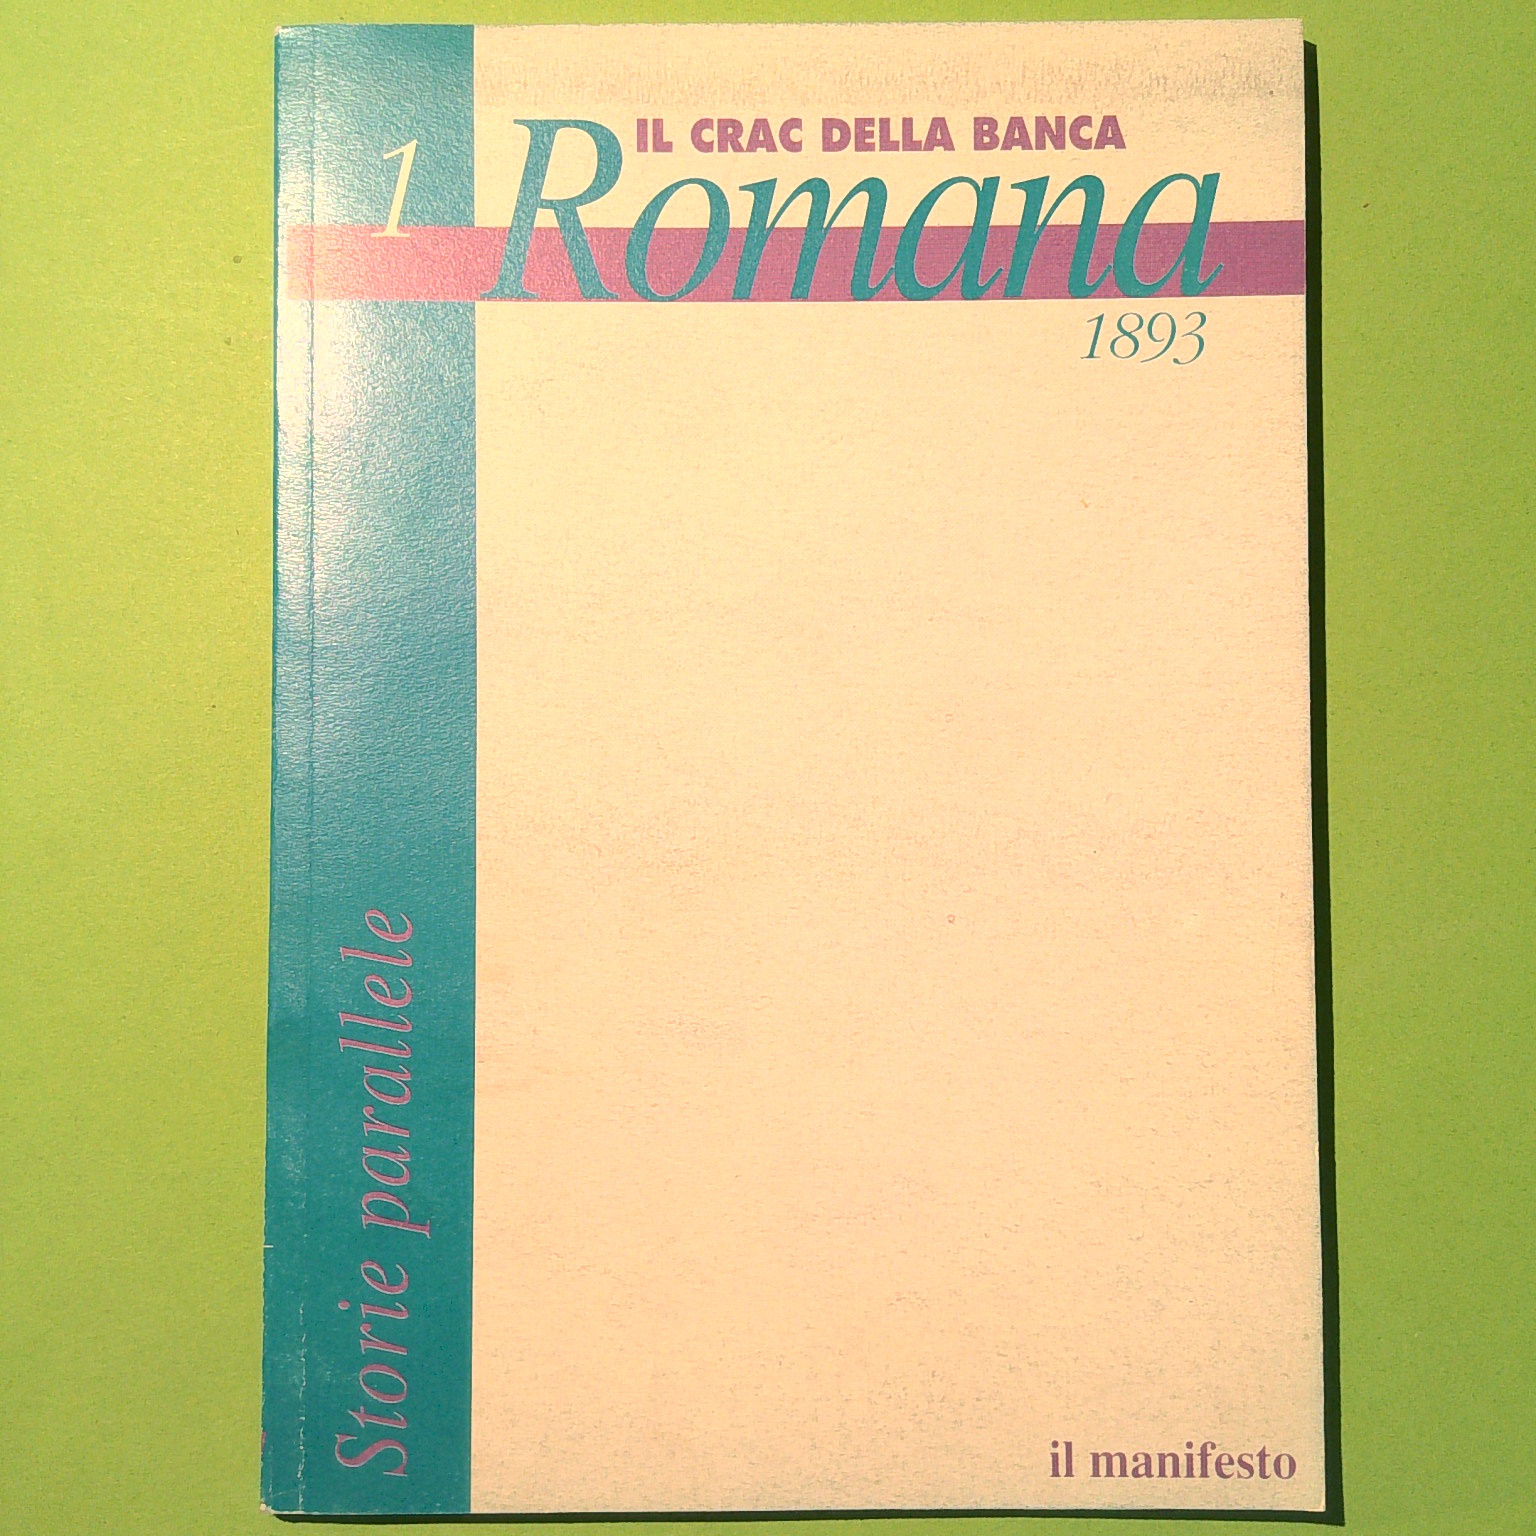 1
IL CRAC DELLA BANCA
Romana
1893
Storie parallele
il manifesto